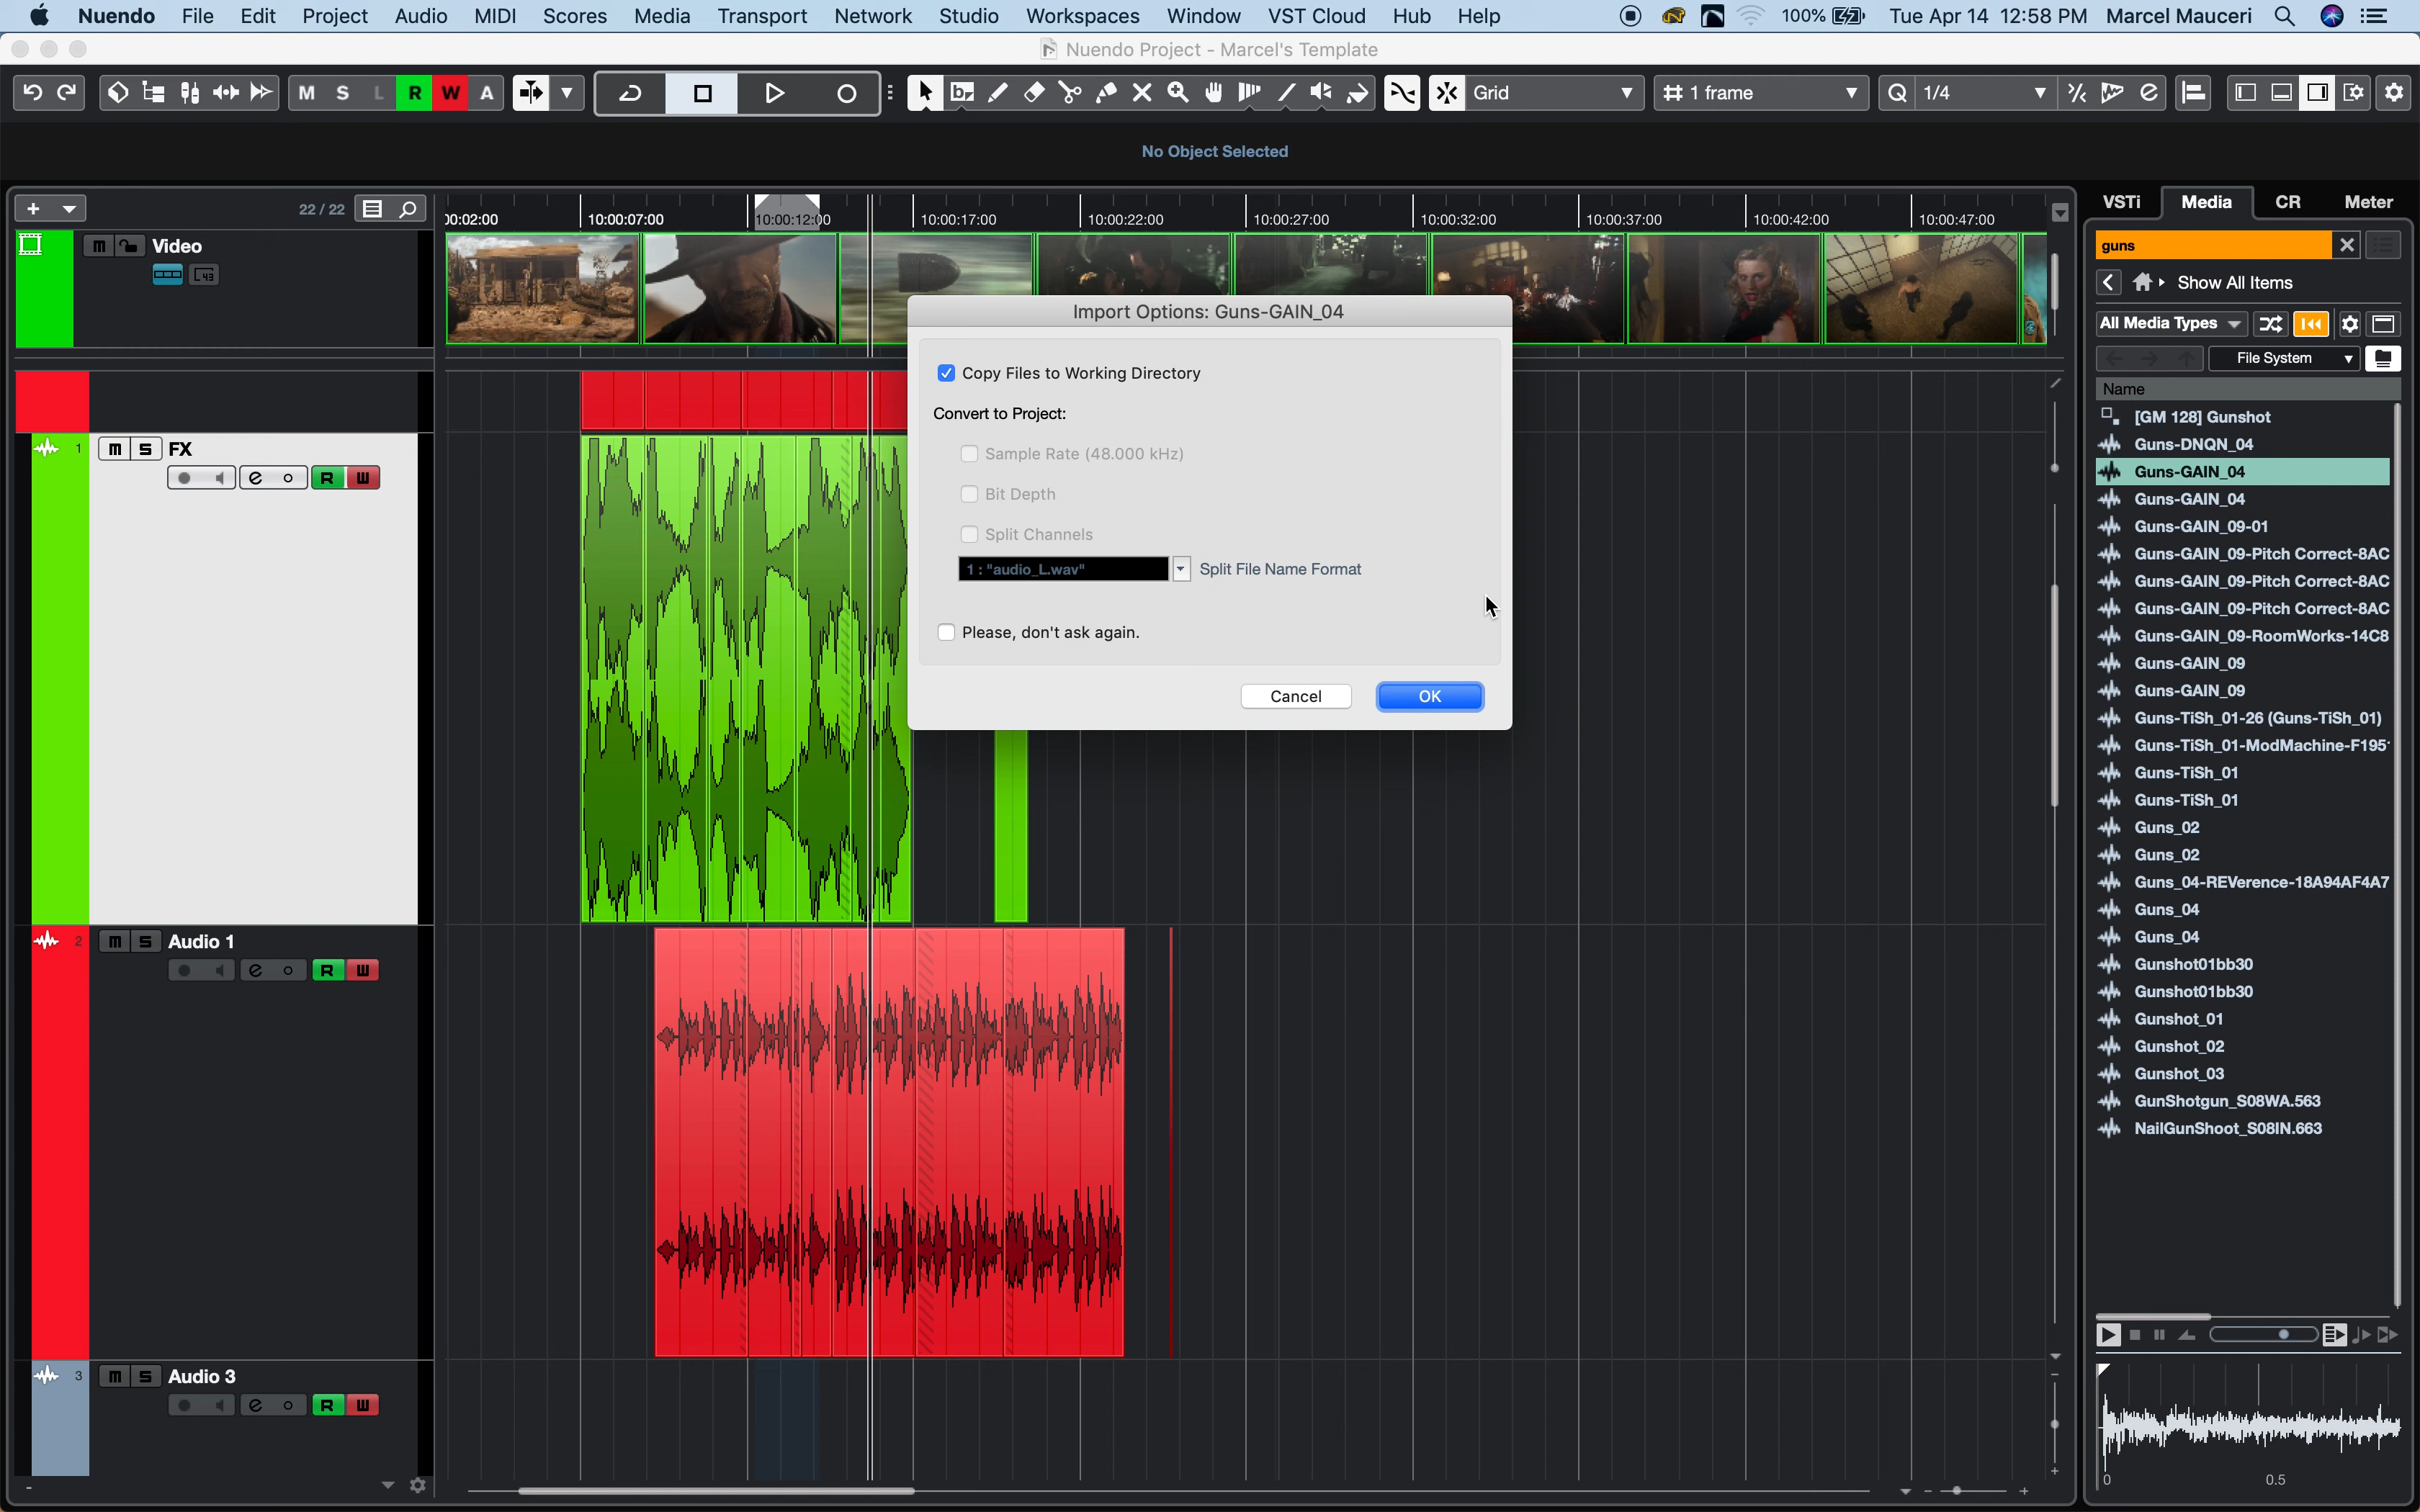 Nuendo File Edit Project Audio MIDI Scores Media Transport Network Studio Workspaces Window VST Cloud Hub Help 100% Tue Apr 14 12:58 PM Marcel Mauceri
Nuendo Project - Marcel's Template
M S L R W A Grid 1 frame Q 1/4
No Object Selected
22 / 22
10:00:07:00 10:00:12:00 10:00:17:00 10:00:22:00 10:00:27:00 10:00:32:00 10:00:37:00 10:00:42:00 10:00:47:00
m Video
1 m S FX
e R W
2 m S Audio 1
e R W
3 m S Audio 3
e R W
Import Options: Guns-GAIN_04
Copy Files to Working Directory
Convert to Project:
Sample Rate (48.000 kHz)
Bit Depth
Split Channels
1 : "audio_L.wav" Split File Name Format
Please, don't ask again.
Cancel OK
VSTi Media CR Meter
guns
Show All Items
All Media Types
File System
Name
[GM 128] Gunshot
Guns-DNQN_04
Guns-GAIN_04
Guns-GAIN_04
Guns-GAIN_09-01
Guns-GAIN_09-Pitch Correct-8AC
Guns-GAIN_09-Pitch Correct-8AC
Guns-GAIN_09-Pitch Correct-8AC
Guns-GAIN_09-RoomWorks-14C8
Guns-GAIN_09
Guns-GAIN_09
Guns-TiSh_01-26 (Guns-TiSh_01)
Guns-TiSh_01-ModMachine-F195
Guns-TiSh_01
Guns-TiSh_01
Guns_02
Guns_02
Guns_04-REVerence-18A94AF4A7
Guns_04
Guns_04
Gunshot01bb30
Gunshot01bb30
Gunshot_01
Gunshot_02
Gunshot_03
GunShotgun_S08WA.563
NailGunShoot_S08IN.663
0 0.5